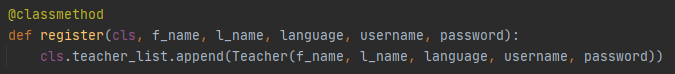 @classmethod
def register(cls, f_name, l_name, language, username, password):
    cls.teacher_list.append(Teacher(f_name, l_name, language, username, password))